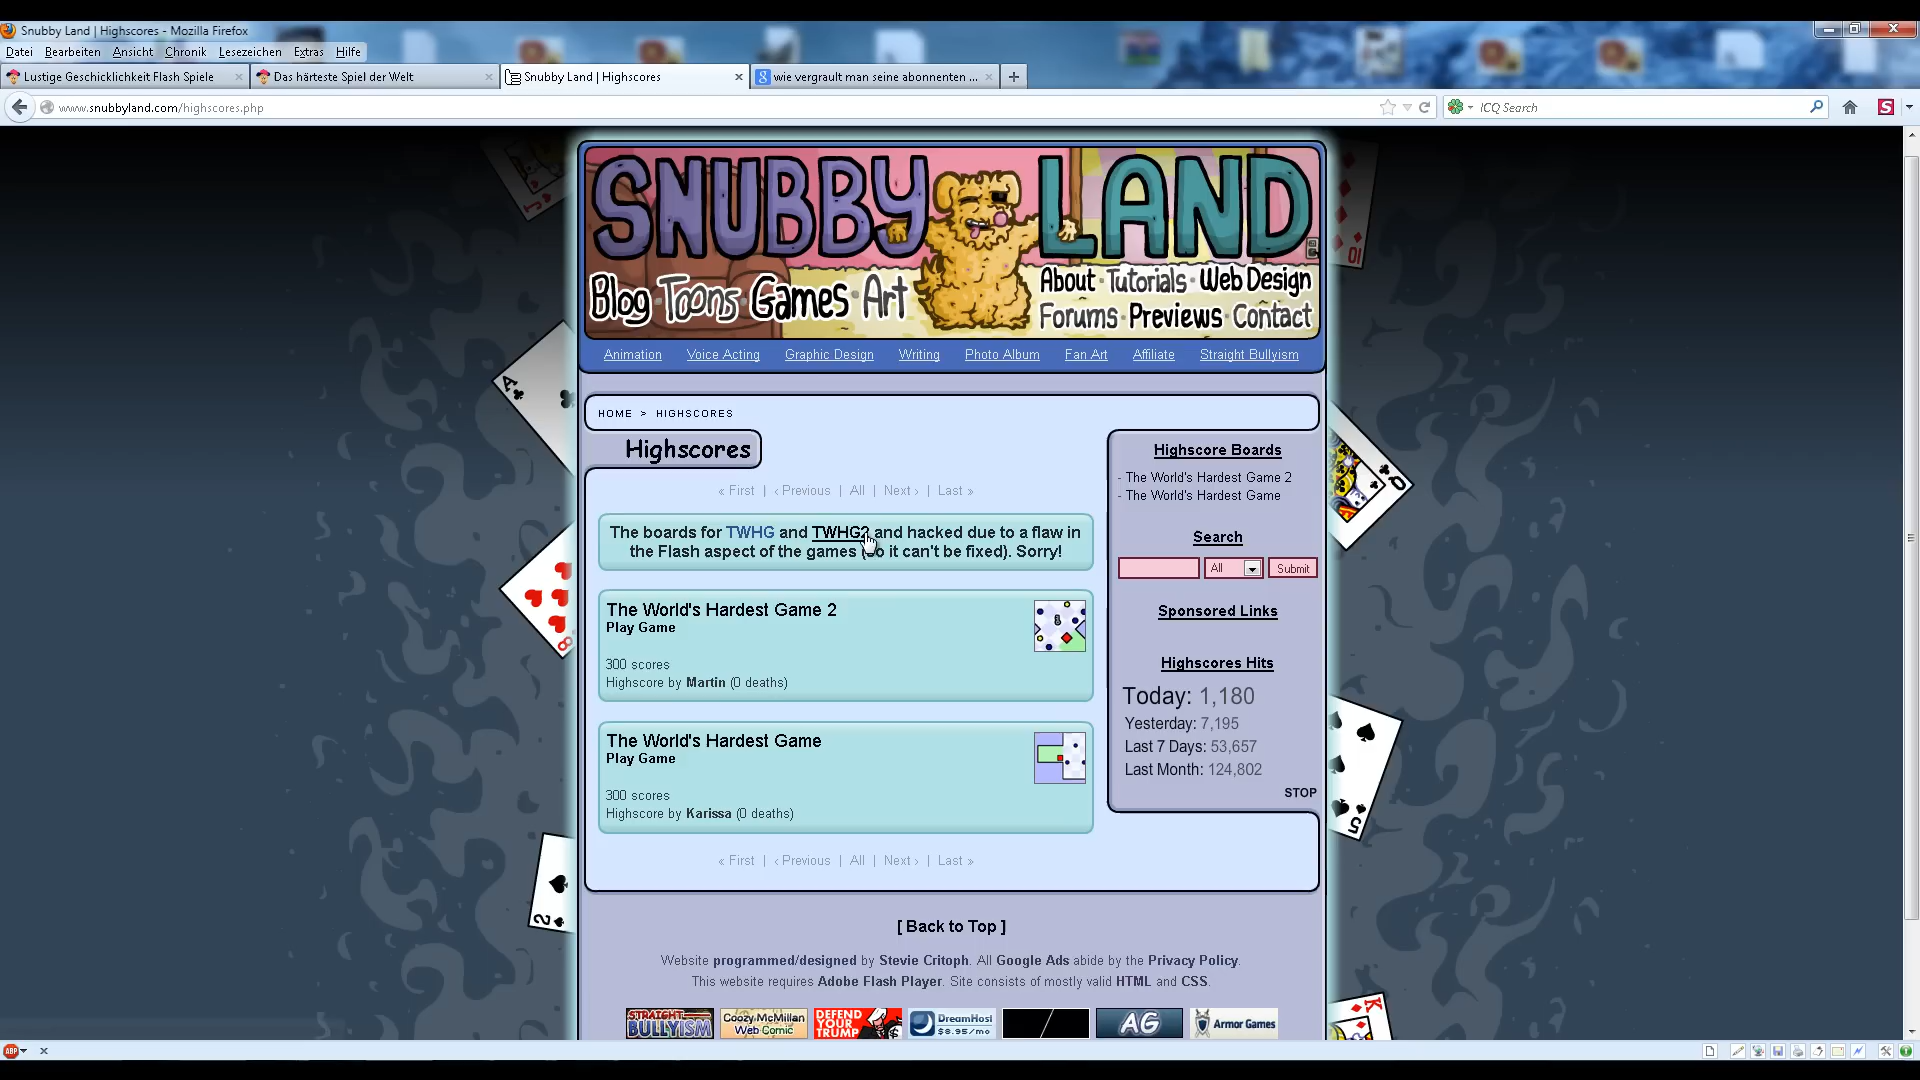 Snubby Land | Highscores - Mozilla Firefox
Datei Bearbeiten Ansicht Chronik Lesezeichen Extras Hilfe
Lustige Geschicklichkeit Flash Spiele
Das härteste Spiel der Welt
Snubby Land | Highscores
wie vergrault man seine abonnenten ...
www.snubbyland.com/highscores.php
ICQ Search
SNUBBY LAND
Blog · Toons · Games · Art
About · Tutorials · Web Design
Forums · Previews · Contact
Animation Voice Acting Graphic Design Writing Photo Album Fan Art Affiliate Straight Bullyism
HOME > HIGHSCORES
Highscores
« First | ‹ Previous | All | Next › | Last »
The boards for TWHG and TWHG2 and hacked due to a flaw in
the Flash aspect of the games (so it can't be fixed). Sorry!
The World's Hardest Game 2
Play Game
300 scores
Highscore by Martin (0 deaths)
The World's Hardest Game
Play Game
300 scores
Highscore by Karissa (0 deaths)
« First | ‹ Previous | All | Next › | Last »
Highscore Boards
- The World's Hardest Game 2
- The World's Hardest Game
Search
All
Submit
Sponsored Links
Highscores Hits
Today: 1,180
Yesterday: 7,195
Last 7 Days: 53,657
Last Month: 124,802
STOP
[ Back to Top ]
Website programmed/designed by Stevie Critoph. All Google Ads abide by the Privacy Policy.
This website requires Adobe Flash Player. Site consists of mostly valid HTML and CSS.
STRAIGHT BULLYISM
Coozy McMillan Web Comic
DEFEND YOUR TRUMP
DreamHost $8.95/mo
AG
Armor Games
A
8
2
10
Q
5
K
J
ABP